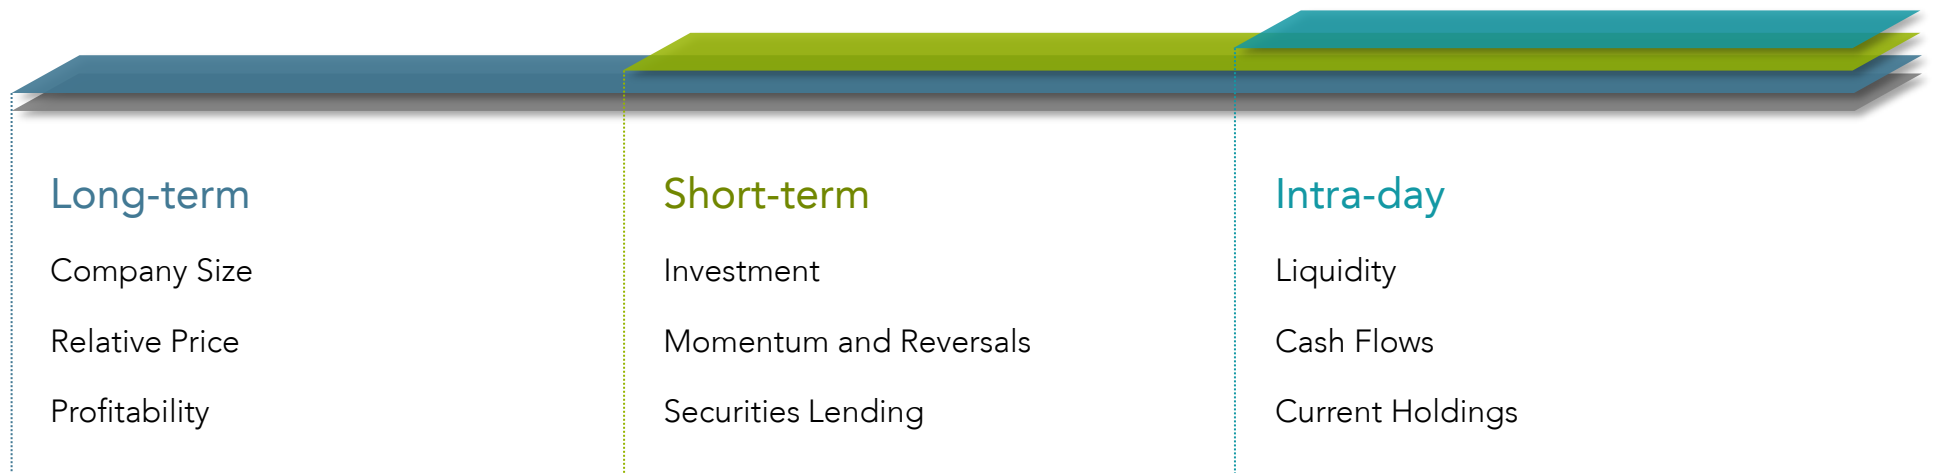 Long-term
Company Size
Relative Price
Profitability
Short-term
Investment
Momentum and Reversals
Securities Lending
Intra-day
Liquidity
Cash Flows
Current Holdings